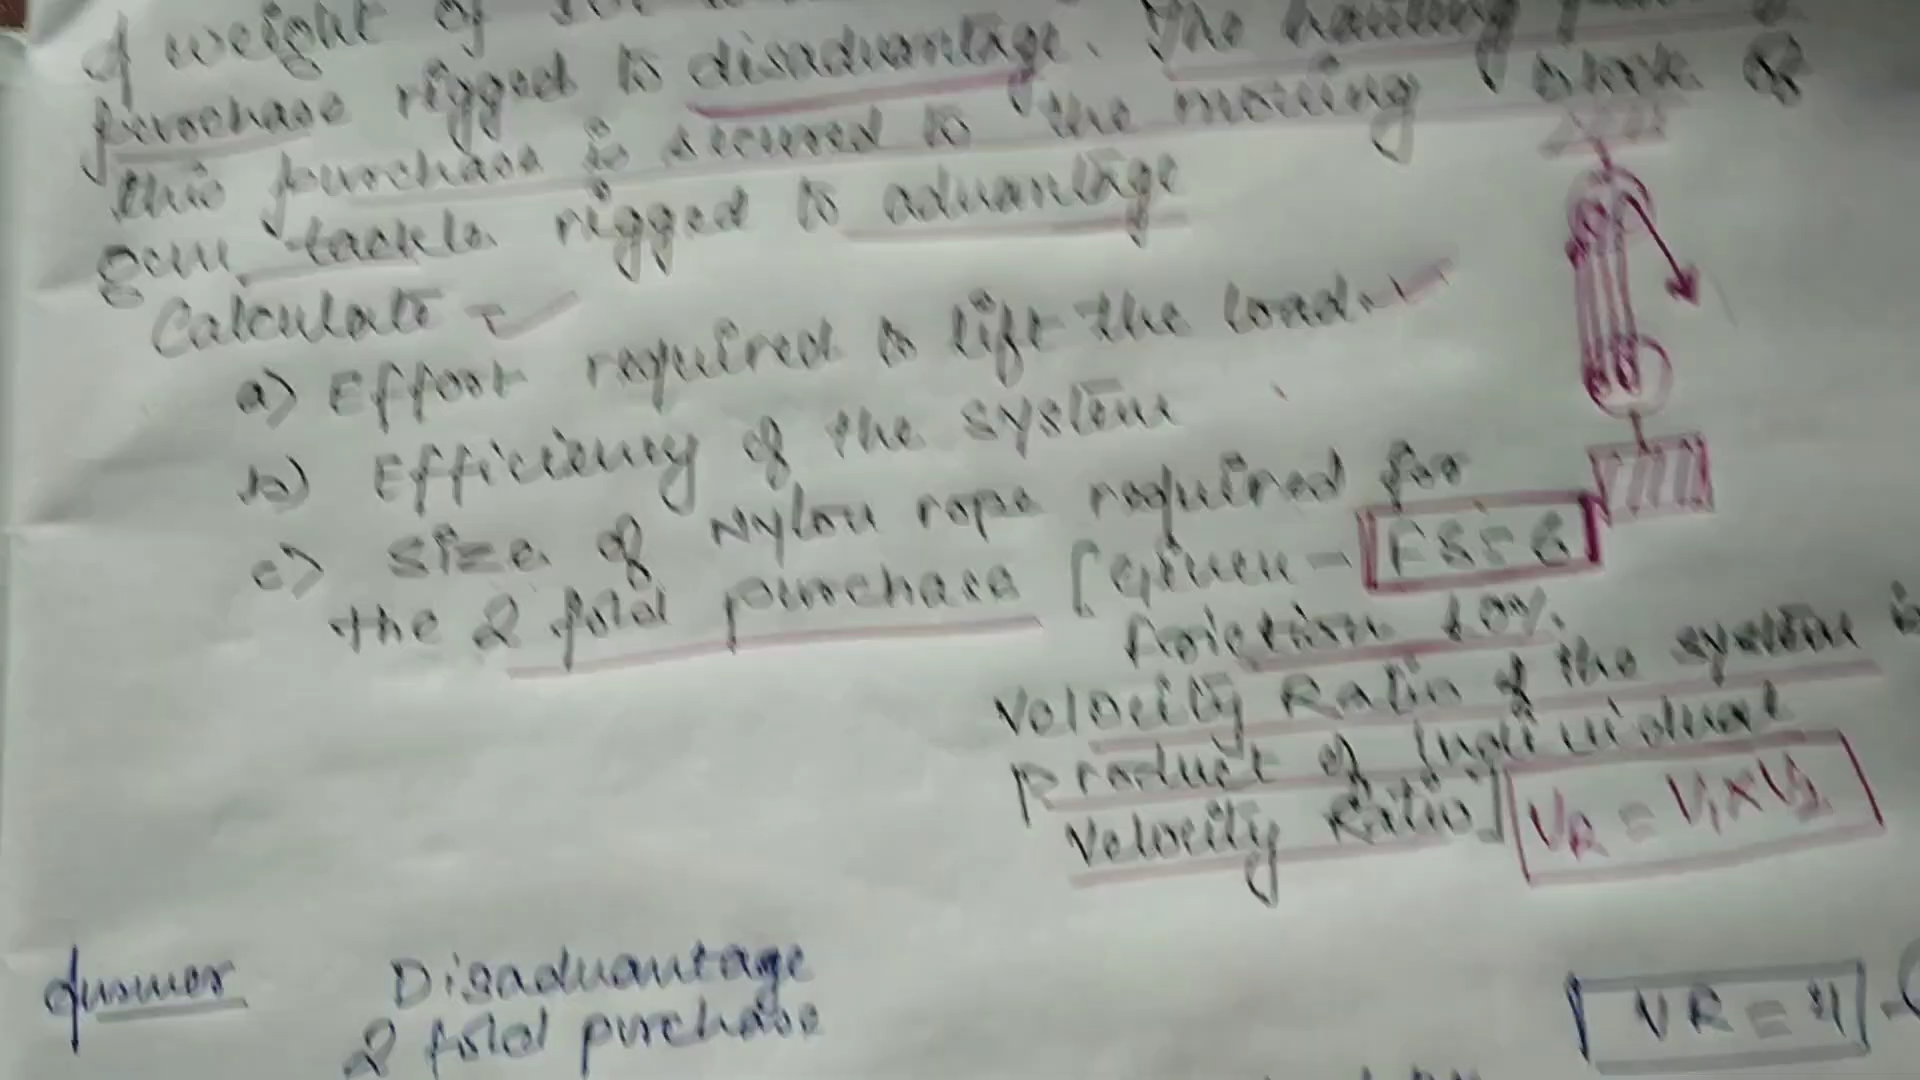 A weight of
purchase rigged to disadvantage. The hauling
this purchase is secured to the moving block of
gun tackle rigged to advantage
Calculate -
a) Effort required to lift the load.
b) Efficiency of the system
c) size of Nylon rope required for
the 2 fold purchase [Given - FS = 6
friction 10%.
Velocity Ratio of the system is
product of Individual
Velocity Ratio] VR = V1 x V2
Answer Disadvantage
2 fold purchase
VR = 4